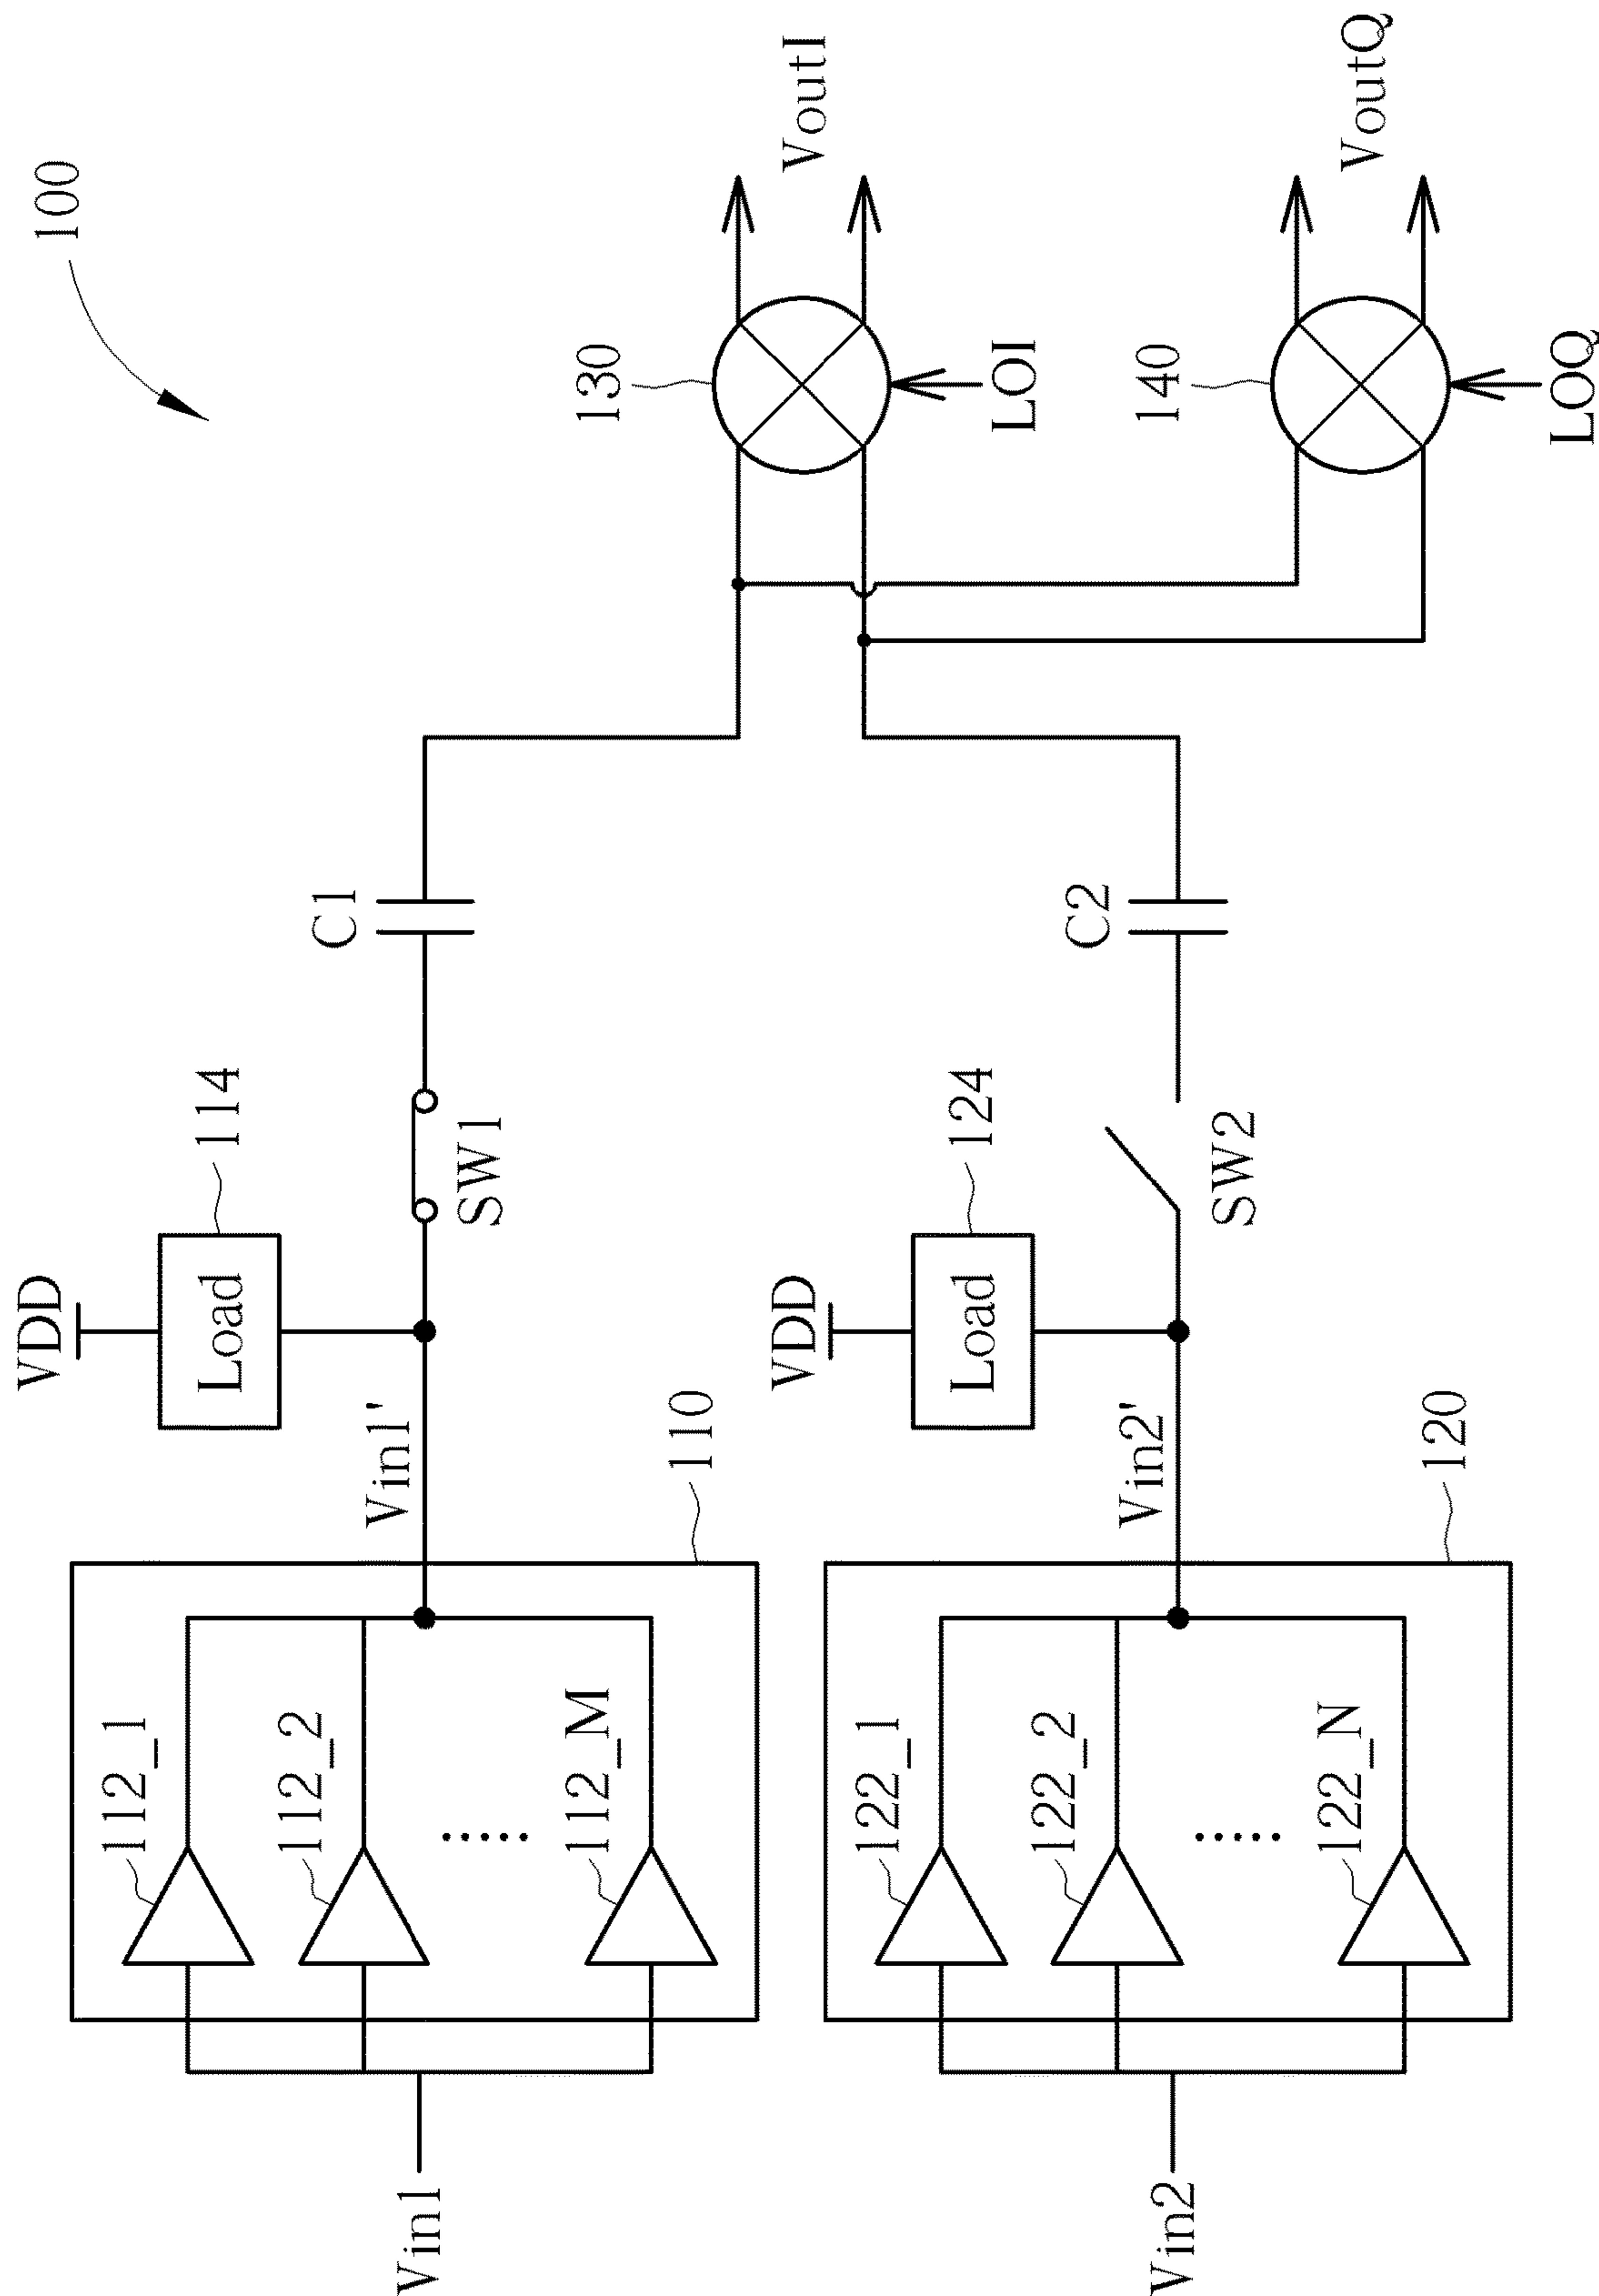 100
VDD
Load
114
VoutI
130
LOI
C1
SW1
Vin1'
110
112_1
112_2
112_M
Vin1
VDD
Load
124
VoutQ
140
LOQ
C2
SW2
Vin2'
120
122_1
122_2
122_N
Vin2